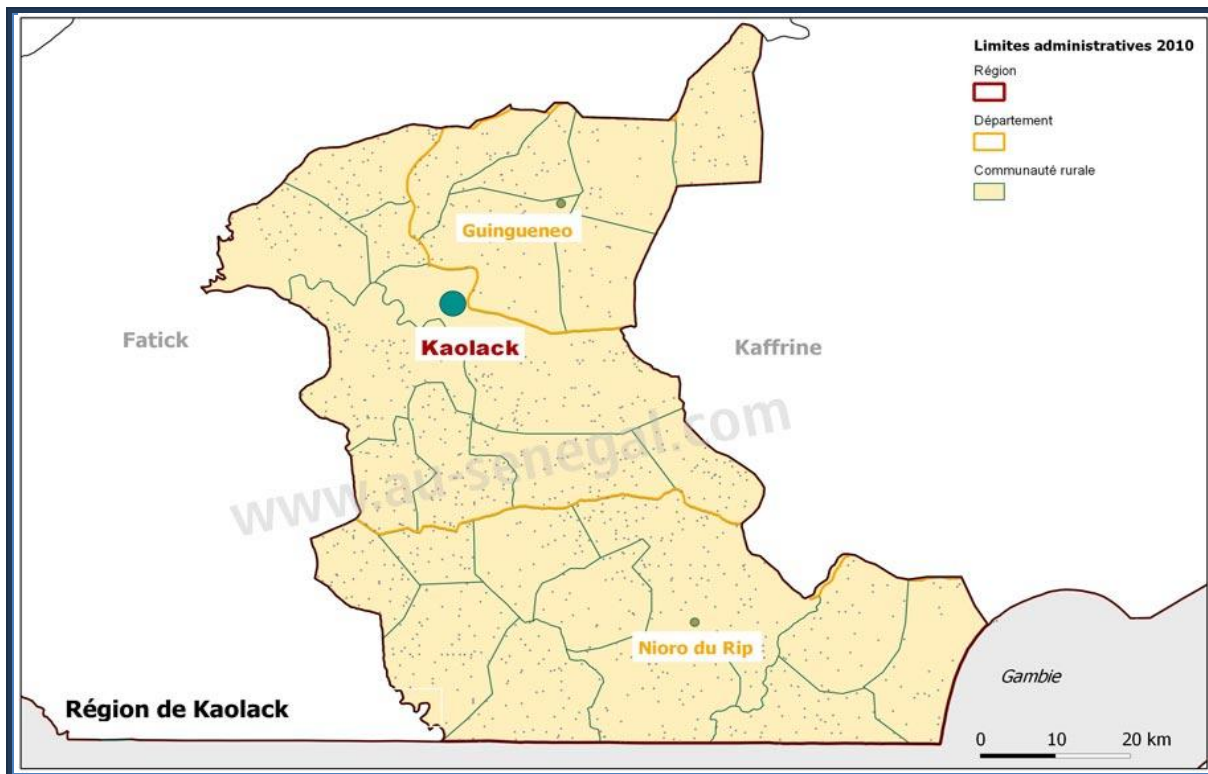 Limites administratives 2010
Région
Département
Communauté rurale
Guingueneo
Kaolack
Fatick
Kaffrine
www.au-senegal.com
Nioro du Rip
Gambie
Région de Kaolack
0 10 20 km